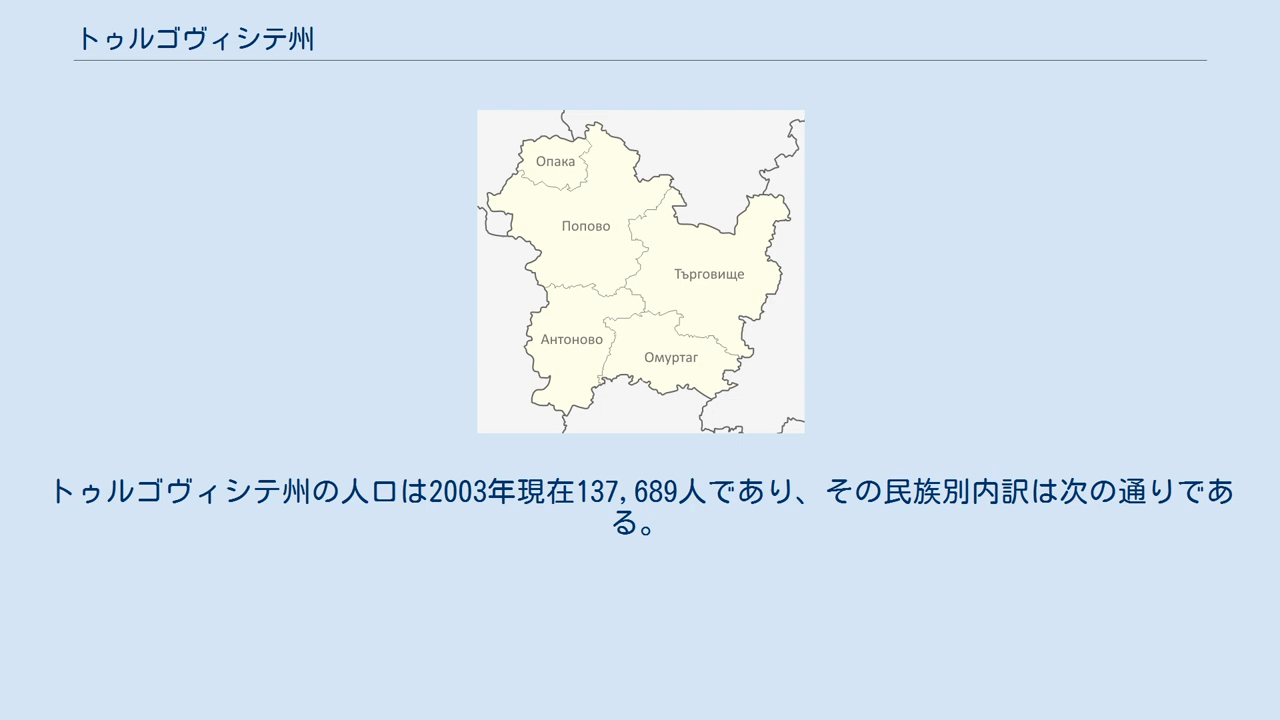 トゥルゴヴィシテ州
Опака
Попово
Търговище
Антоново
Омуртаг
トゥルゴヴィシテ州の人口は2003年現在137,689人であり、その民族別内訳は次の通りであ
る。